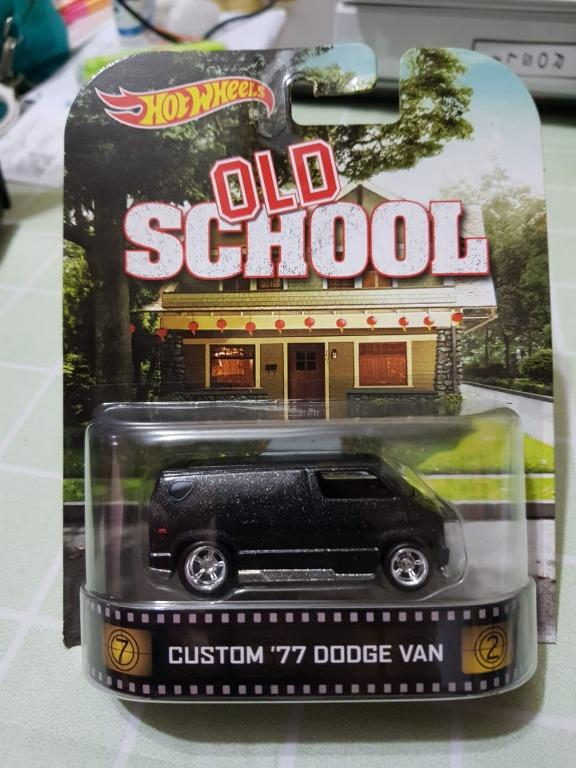 HOT WHEELS
OLD
SCHOOL
7
CUSTOM '77 DODGE VAN
2